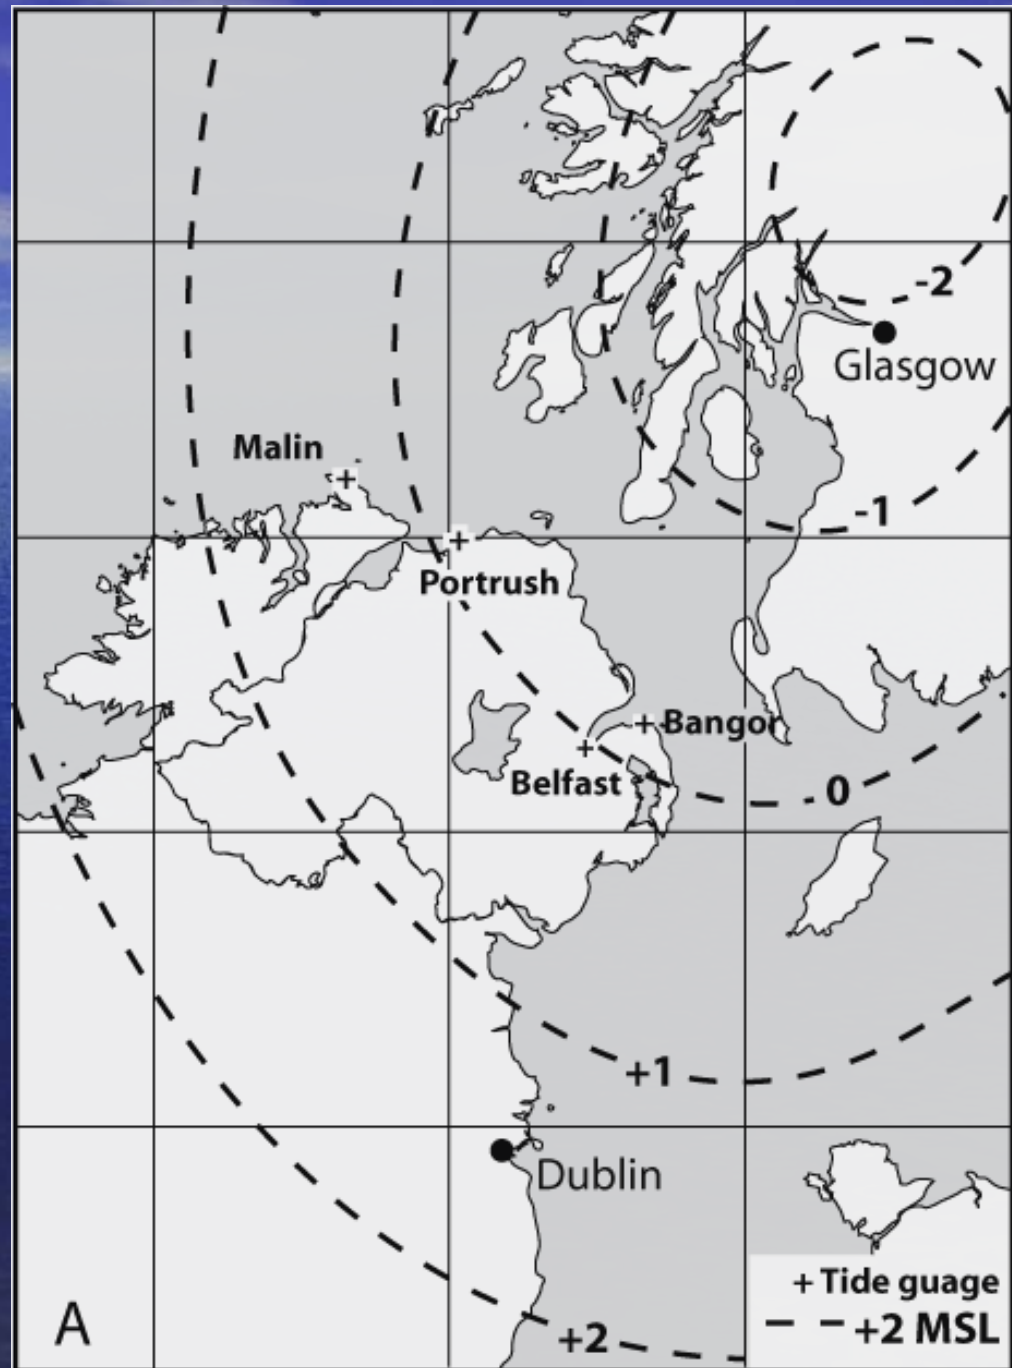 -2
Glasgow
Malin
-1
Portrush
Bangor
Belfast
0
+1
Dublin
+ Tide guage
+2 MSL
A
+2